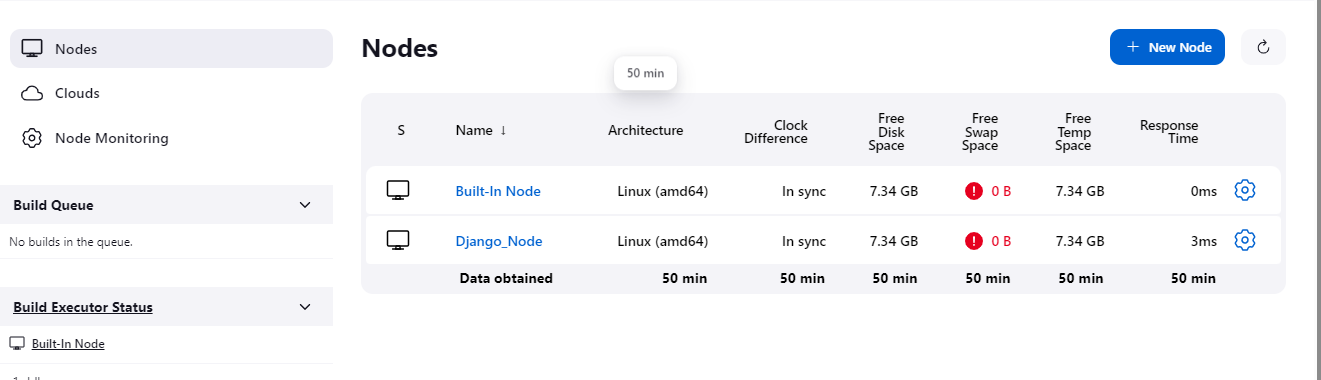 Nodes
Clouds
Node Monitoring
Build Queue
No builds in the queue.
Build Executor Status
Built-In Node
Nodes
New Node
50 min
S Name ↓ Architecture Clock Difference Free Disk Space Free Swap Space Free Temp Space Response Time
Built-In Node Linux (amd64) In sync 7.34 GB 0 B 7.34 GB 0ms
Django_Node Linux (amd64) In sync 7.34 GB 0 B 7.34 GB 3ms
Data obtained 50 min 50 min 50 min 50 min 50 min 50 min